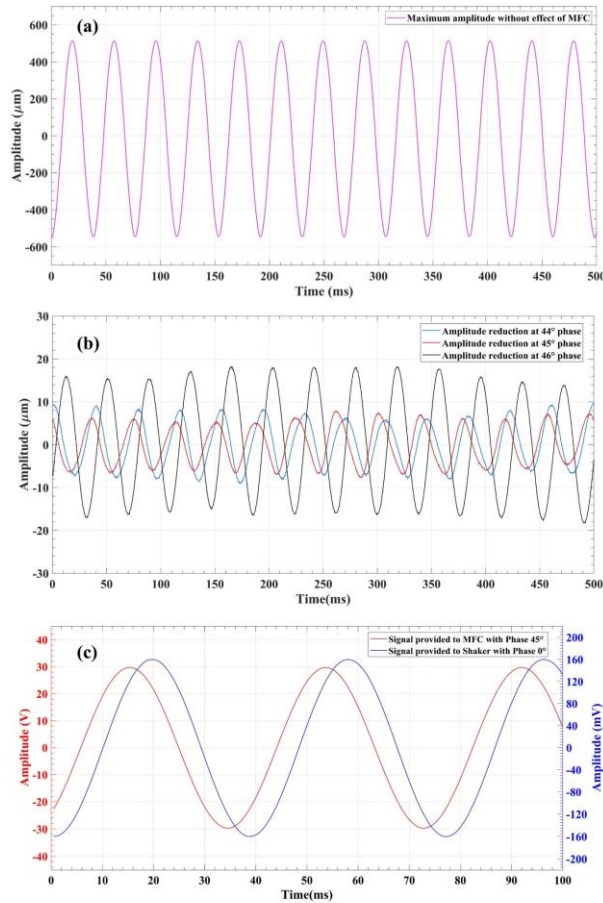 (a)
Maximum amplitude without effect of MFC
Amplitude (μm)
600
400
200
0
-200
-400
-600
0 50 100 150 200 250 300 350 400 450 500
Time (ms)
(b)
Amplitude reduction at 44° phase
Amplitude reduction at 45° phase
Amplitude reduction at 46° phase
Amplitude (μm)
30
20
10
0
-10
-20
-30
0 50 100 150 200 250 300 350 400 450 500
Time(ms)
(c)
Signal provided to MFC with Phase 45°
Signal provided to Shaker with Phase 0°
Amplitude (V)
40
30
20
10
0
-10
-20
-30
-40
Amplitude (mV)
200
160
120
80
40
0
-40
-80
-120
-160
-200
0 20 40 60 80 100
Time(ms)